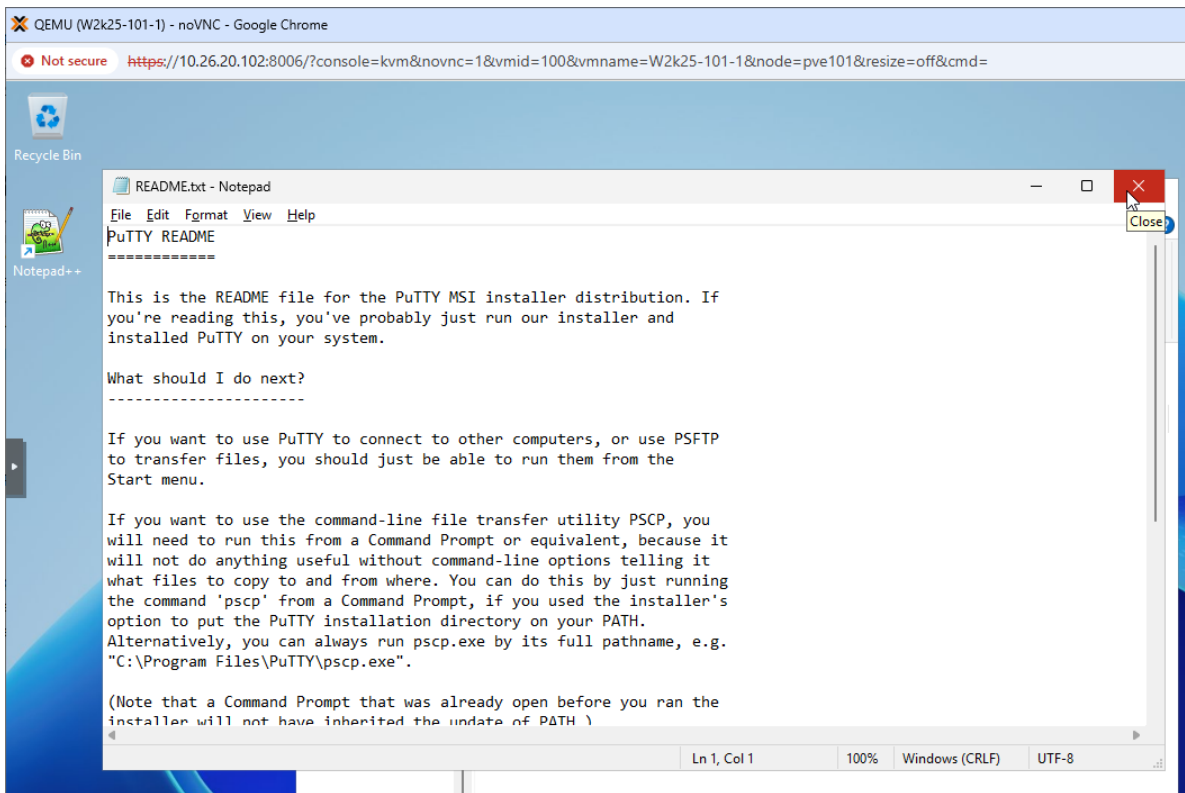 QEMU (W2k25-101-1) - noVNC - Google Chrome
Not secure https://10.26.20.102:8006/?console=kvm&novnc=1&vmid=100&vmname=W2k25-101-1&node=pve101&resize=off&cmd=
Recycle Bin
README.txt - Notepad
File Edit Format View Help
Close
Notepad++
PuTTY README
============
This is the README file for the PuTTY MSI installer distribution. If
you're reading this, you've probably just run our installer and
installed PuTTY on your system.
What should I do next?
----------------------
If you want to use PuTTY to connect to other computers, or use PSFTP
to transfer files, you should just be able to run them from the
Start menu.
If you want to use the command-line file transfer utility PSCP, you
will need to run this from a Command Prompt or equivalent, because it
will not do anything useful without command-line options telling it
what files to copy to and from where. You can do this by just running
the command 'pscp' from a Command Prompt, if you used the installer's
option to put the PuTTY installation directory on your PATH.
Alternatively, you can always run pscp.exe by its full pathname, e.g.
"C:\Program Files\PuTTY\pscp.exe".
(Note that a Command Prompt that was already open before you ran the
installer will not have inherited the update of PATH.)
Ln 1, Col 1 100% Windows (CRLF) UTF-8